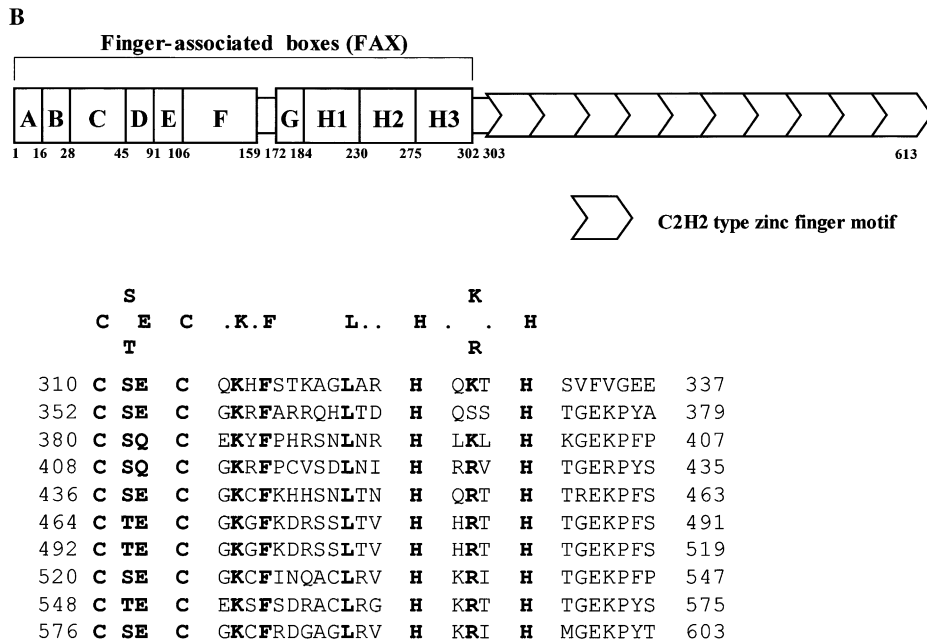 B
Finger-associated boxes (FAX)
A B C D E F G H1 H2 H3
1 16 28 45 91 106 159 172 184 230 275 302 303 613
C2H2 type zinc finger motif
S K
C E C .K.F L.. H . . H
T R
310 C SE C QKHFSTKAGLAR H QKT H SVFVGEE 337
352 C SE C GKRFARRQHLTD H QSS H TGEKPYA 379
380 C SQ C EKYFPHRSNLNR H LKL H KGEKPFP 407
408 C SQ C GKRFPCVSDLNI H RRV H TGERPYS 435
436 C SE C GKCFKHHSNLTN H QRT H TREKPFS 463
464 C TE C GKGFKDRSSLTV H HRT H TGEKPFS 491
492 C TE C GKGFKDRSSLTV H HRT H TGEKPFS 519
520 C SE C GKCFINQACLRV H KRI H TGEKPFP 547
548 C TE C EKSFSDRACLRG H KRT H TGEKPYS 575
576 C SE C GKCFRDGAGLRV H KRI H MGEKPYT 603